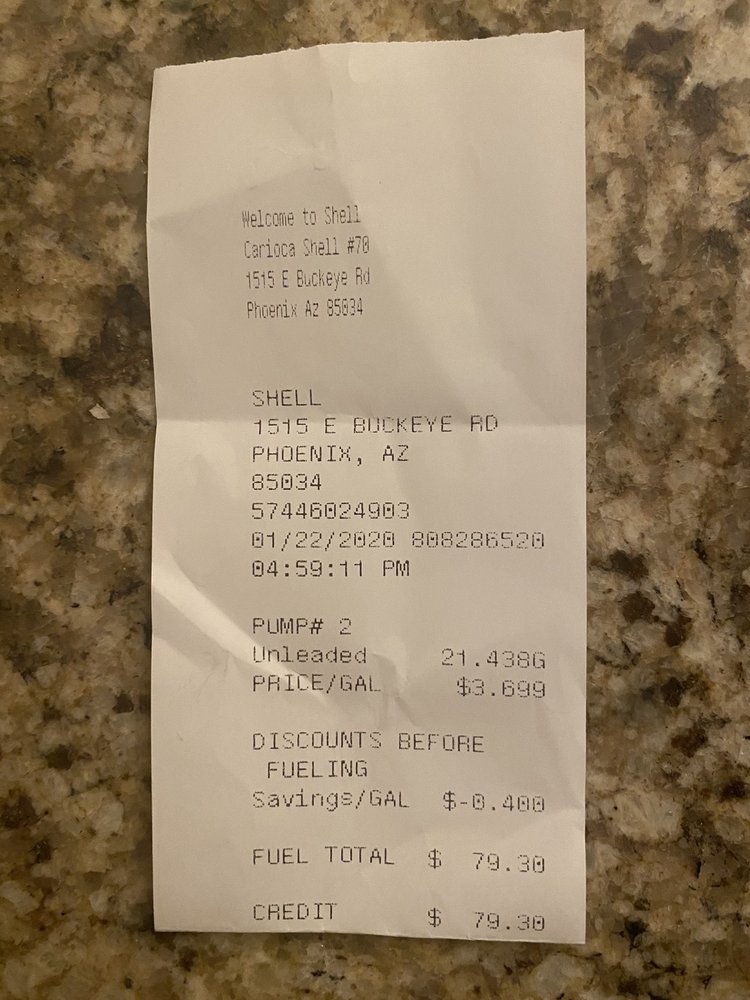 Welcome to Shell
Carioca Shell #70
1515 E Buckeye Rd
Phoenix Az 85034
SHELL
1515 E BUCKEYE RD
PHOENIX, AZ
85034
57446024903
01/22/2020 808286520
04:59:11 PM
PUMP# 2
Unleaded 21.438G
PRICE/GAL $3.699
DISCOUNTS BEFORE
FUELING
Savings/GAL $-0.400
FUEL TOTAL $ 79.30
CREDIT $ 79.30